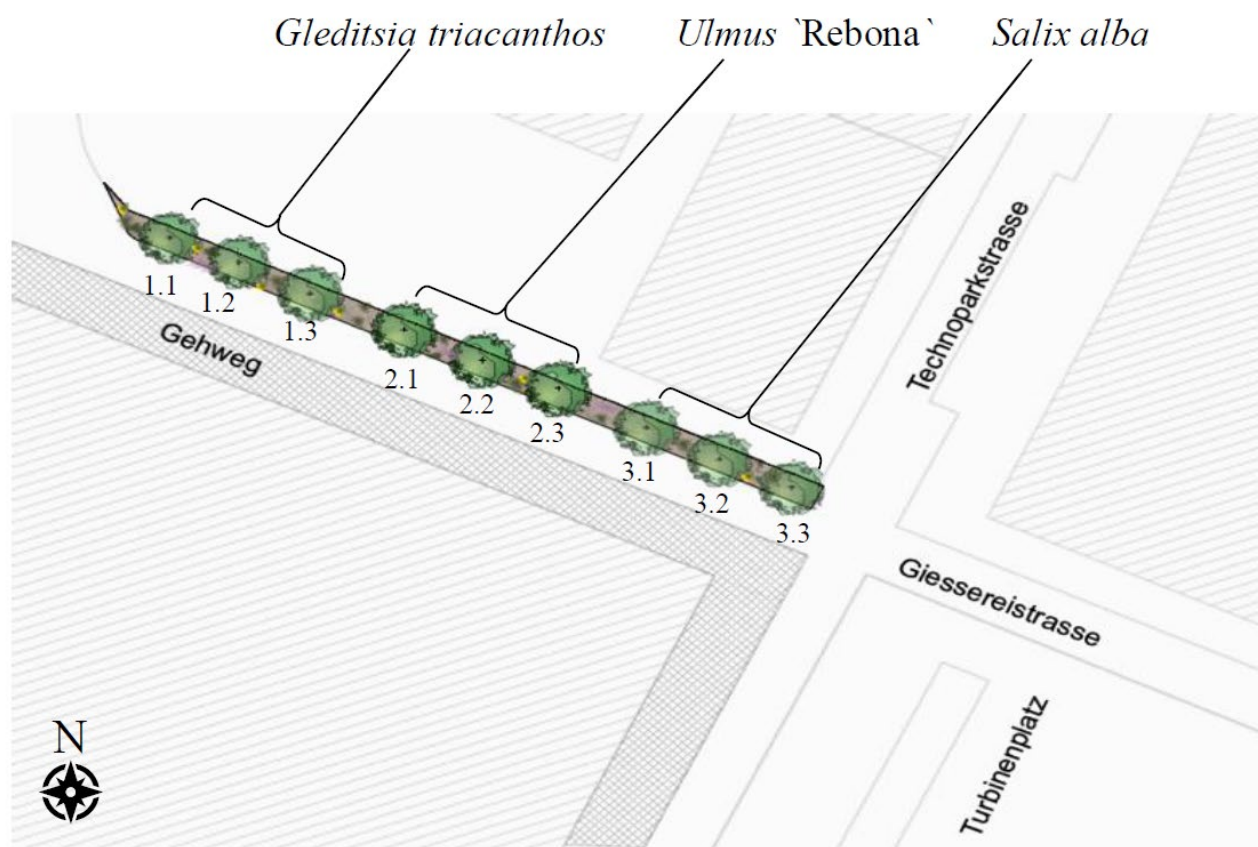 Gleditsia triacanthos
Ulmus `Rebona`
Salix alba
1.1
1.2
1.3
2.1
2.2
2.3
3.1
3.2
3.3
Gehweg
Technoparkstrasse
Giessereistrasse
Turbinenplatz
N